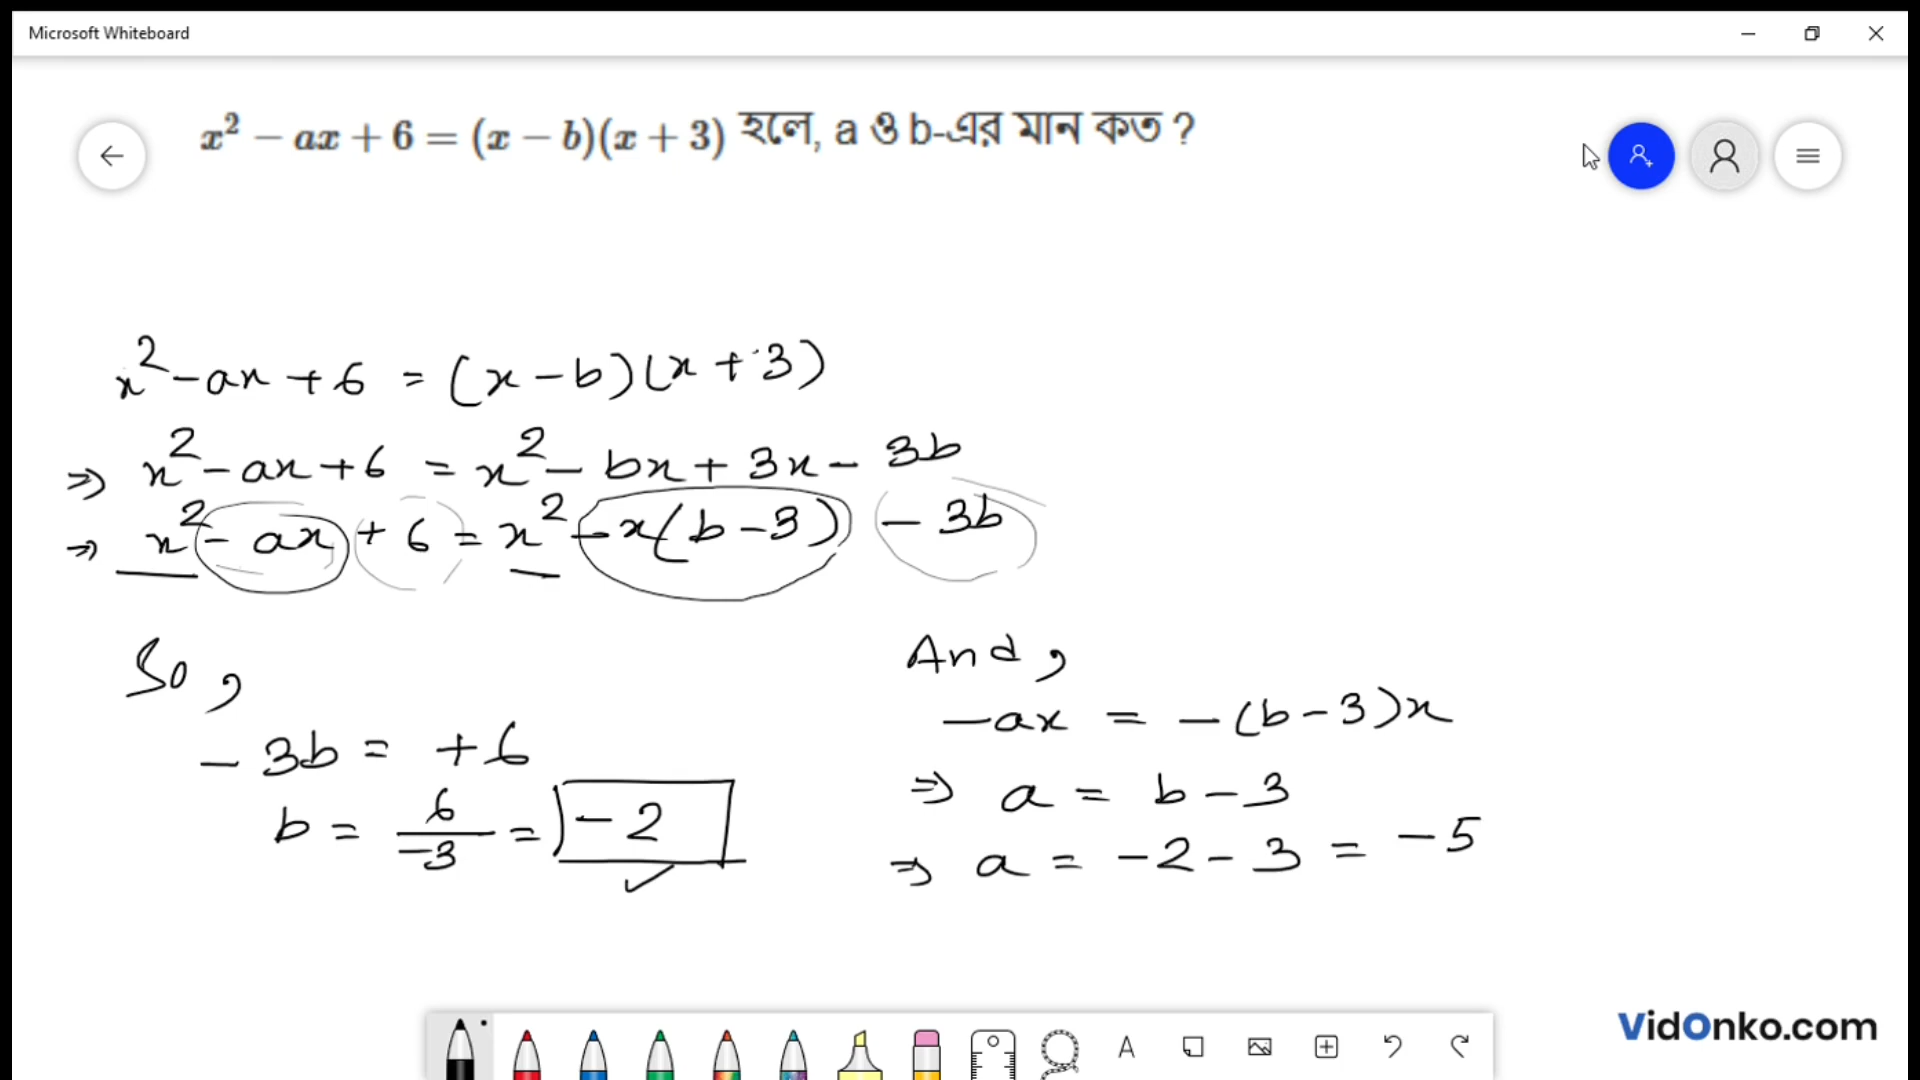 Microsoft Whiteboard
x² − ax + 6 = (x − b)(x + 3) হলে, a ও b-এর মান কত ?
x² − ax + 6 = (x − b)(x + 3)
⇒ x² − ax + 6 = x² − bx + 3x − 3b
⇒ x² − ax + 6 = x² − x(b − 3) − 3b
So,
− 3b = +6
b = 6/−3 = −2
And,
−ax = −(b − 3)x
⇒ a = b − 3
⇒ a = −2 − 3 = −5
A
VidOnko.com